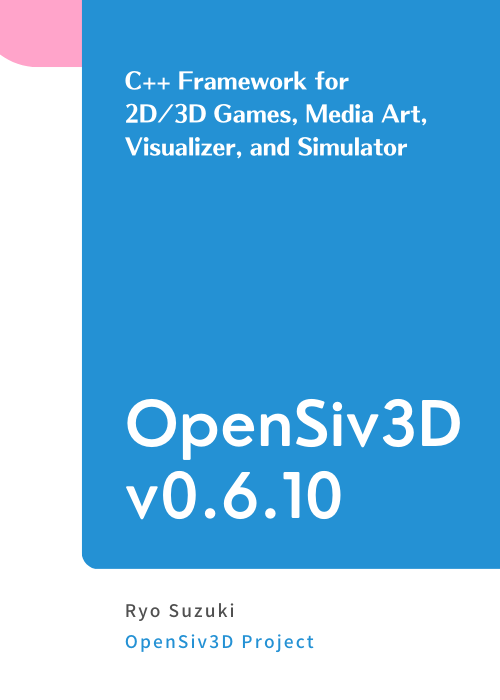 C++ Framework for
2D/3D Games, Media Art,
Visualizer, and Simulator
OpenSiv3D
v0.6.10
Ryo Suzuki
OpenSiv3D Project